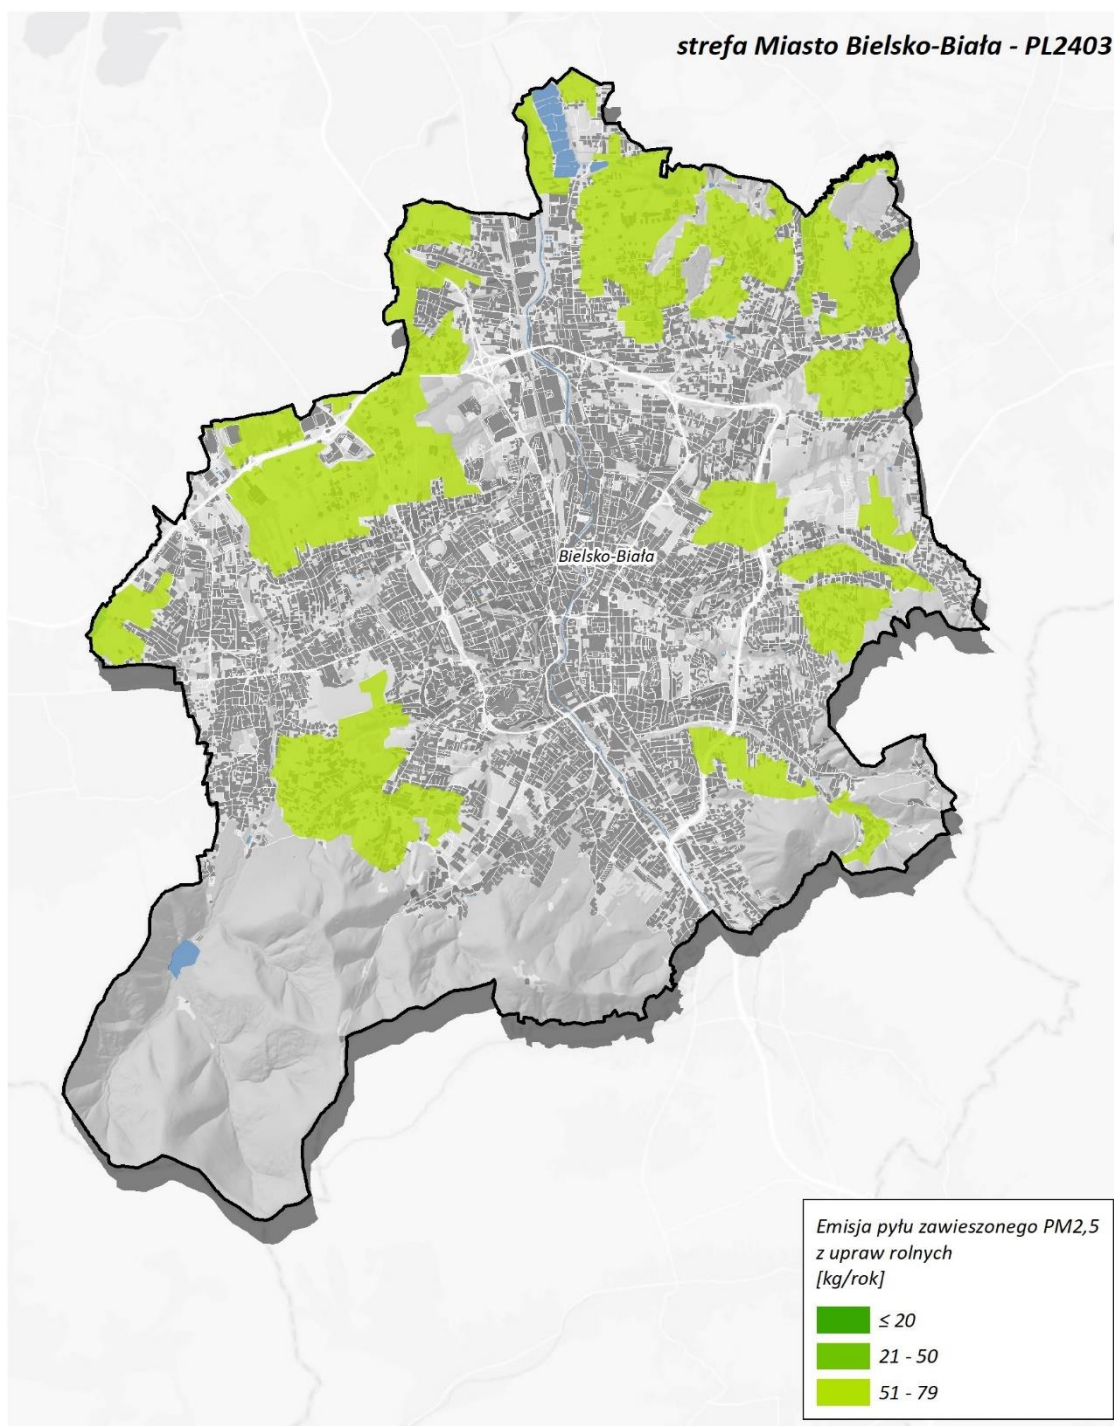 strefa Miasto Bielsko-Biała - PL2403
Bielsko-Biała
Emisja pyłu zawieszonego PM2,5
z upraw rolnych
[kg/rok]
≤ 20
21 - 50
51 - 79